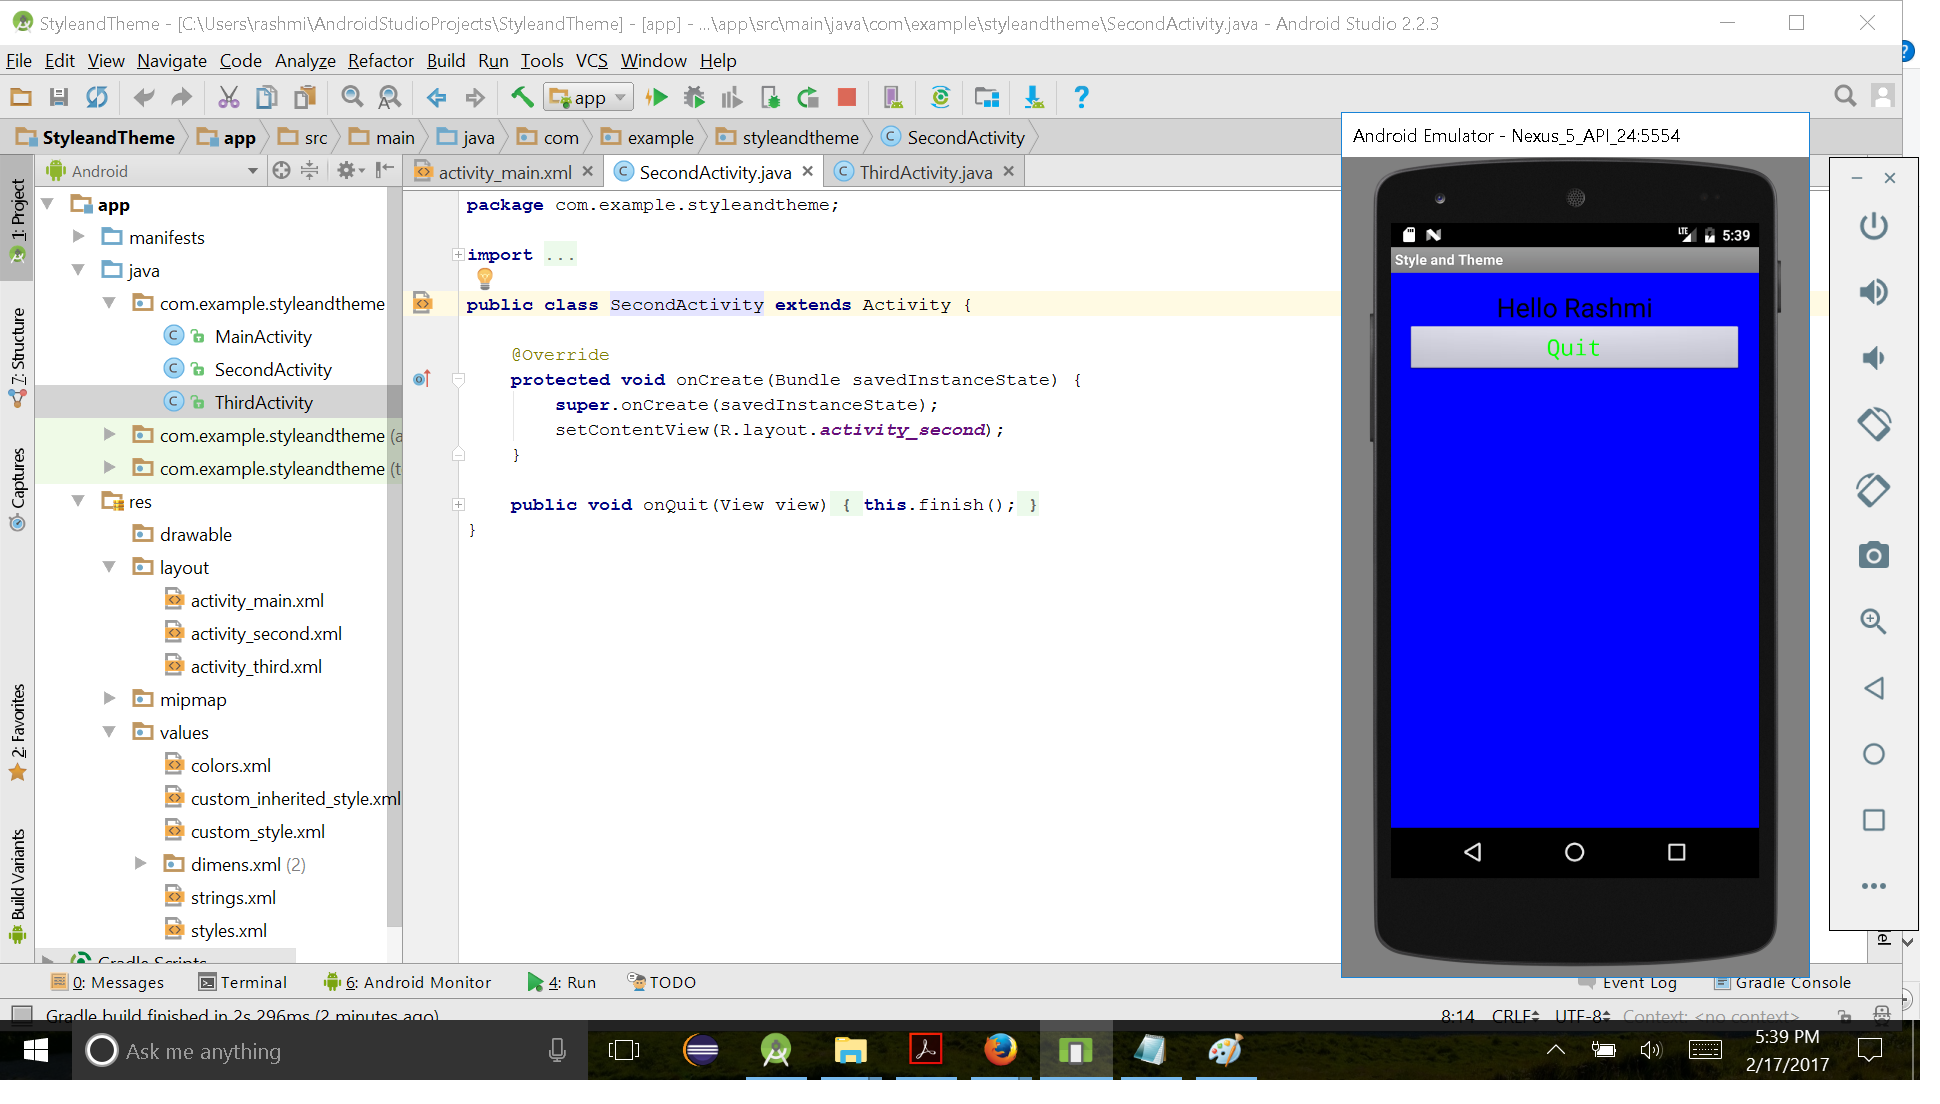 StyleandTheme - [C:\Users\rashmi\AndroidStudioProjects\StyleandTheme] - [app] - ...\app\src\main\java\com\example\styleandtheme\SecondActivity.java - Android Studio 2.2.3
File Edit View Navigate Code Analyze Refactor Build Run Tools VCS Window Help
app
StyleandTheme app src main java com example styleandtheme SecondActivity
Android
activity_main.xml SecondActivity.java ThirdActivity.java
1: Project
7: Structure
Captures
2: Favorites
Build Variants
app
manifests
java
com.example.styleandtheme
MainActivity
SecondActivity
ThirdActivity
com.example.styleandtheme (a
com.example.styleandtheme (t
res
drawable
layout
activity_main.xml
activity_second.xml
activity_third.xml
mipmap
values
colors.xml
custom_inherited_style.xml
custom_style.xml
dimens.xml (2)
strings.xml
styles.xml
Gradle Scripts
package com.example.styleandtheme;
import ...
public class SecondActivity extends Activity {
@Override
protected void onCreate(Bundle savedInstanceState) {
super.onCreate(savedInstanceState);
setContentView(R.layout.activity_second);
}
public void onQuit(View view) { this.finish(); }
}
Android Emulator - Nexus_5_API_24:5554
LTE 5:39
Style and Theme
Hello Rashmi
Quit
0: Messages Terminal 6: Android Monitor 4: Run TODO Event Log Gradle Console
Gradle build finished in 2s 296ms (2 minutes ago) 8:14 CRLF UTF-8 Context: <no context>
Ask me anything
5:39 PM
2/17/2017